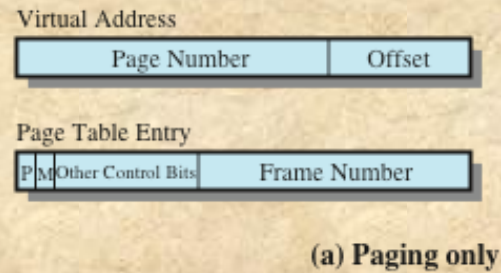 Virtual Address
Page Number Offset
Page Table Entry
P M Other Control Bits Frame Number
(a) Paging only